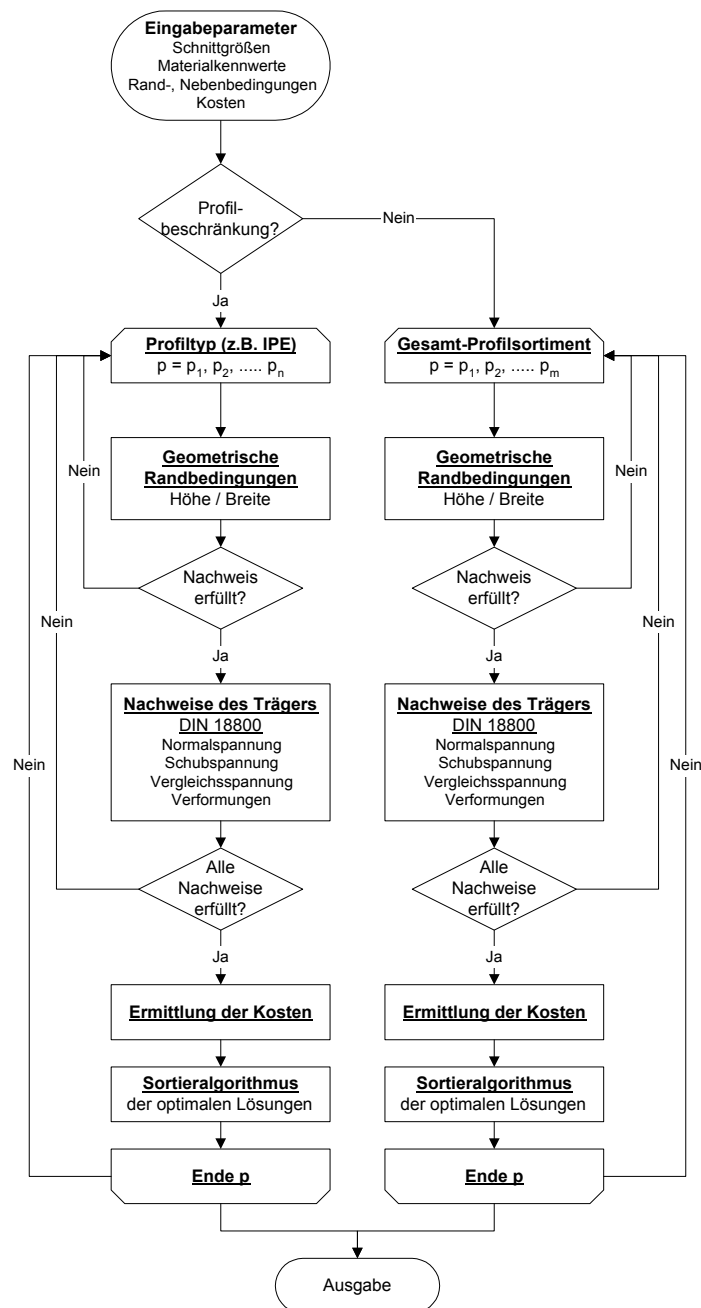 Eingabeparameter
Schnittgrößen
Materialkennwerte
Rand-, Nebenbedingungen
Kosten
Profil-
beschränkung?
Nein
Ja
Profiltyp (z.B. IPE)
p = p1, p2, ..... pn
Geometrische
Randbedingungen
Höhe / Breite
Nein
Nachweis
erfüllt?
Nein
Ja
Nachweise des Trägers
DIN 18800
Normalspannung
Schubspannung
Vergleichsspannung
Verformungen
Nein
Alle
Nachweise
erfüllt?
Ja
Ermittlung der Kosten
Sortieralgorithmus
der optimalen Lösungen
Ende p
Gesamt-Profilsortiment
p = p1, p2, ..... pm
Geometrische
Randbedingungen
Höhe / Breite
Nein
Nachweis
erfüllt?
Nein
Ja
Nachweise des Trägers
DIN 18800
Normalspannung
Schubspannung
Vergleichsspannung
Verformungen
Nein
Alle
Nachweise
erfüllt?
Ja
Ermittlung der Kosten
Sortieralgorithmus
der optimalen Lösungen
Ende p
Ausgabe